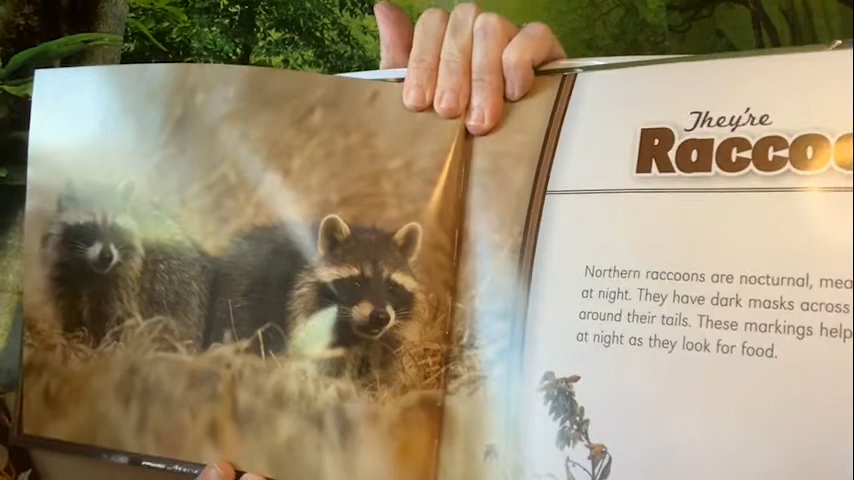 They're
Racco
Northern raccoons are nocturnal, mea
at night. They have dark masks across
around their tails. These markings help
at night as they look for food.